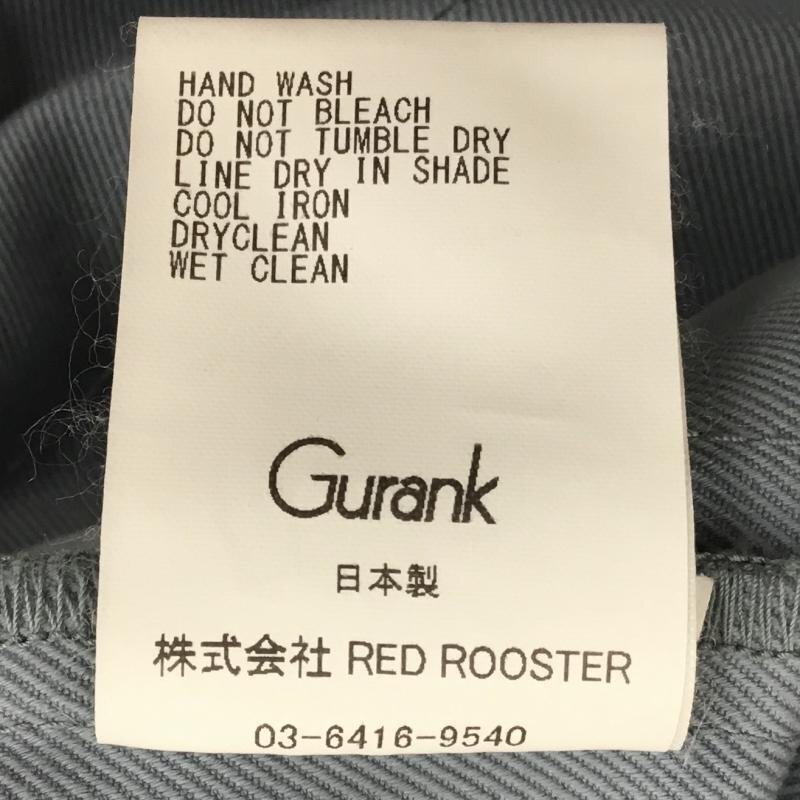 HAND WASH
DO NOT BLEACH
DO NOT TUMBLE DRY
LINE DRY IN SHADE
COOL IRON
DRYCLEAN
WET CLEAN
Gurank
日本製
株式会社 RED ROOSTER
03-6416-9540